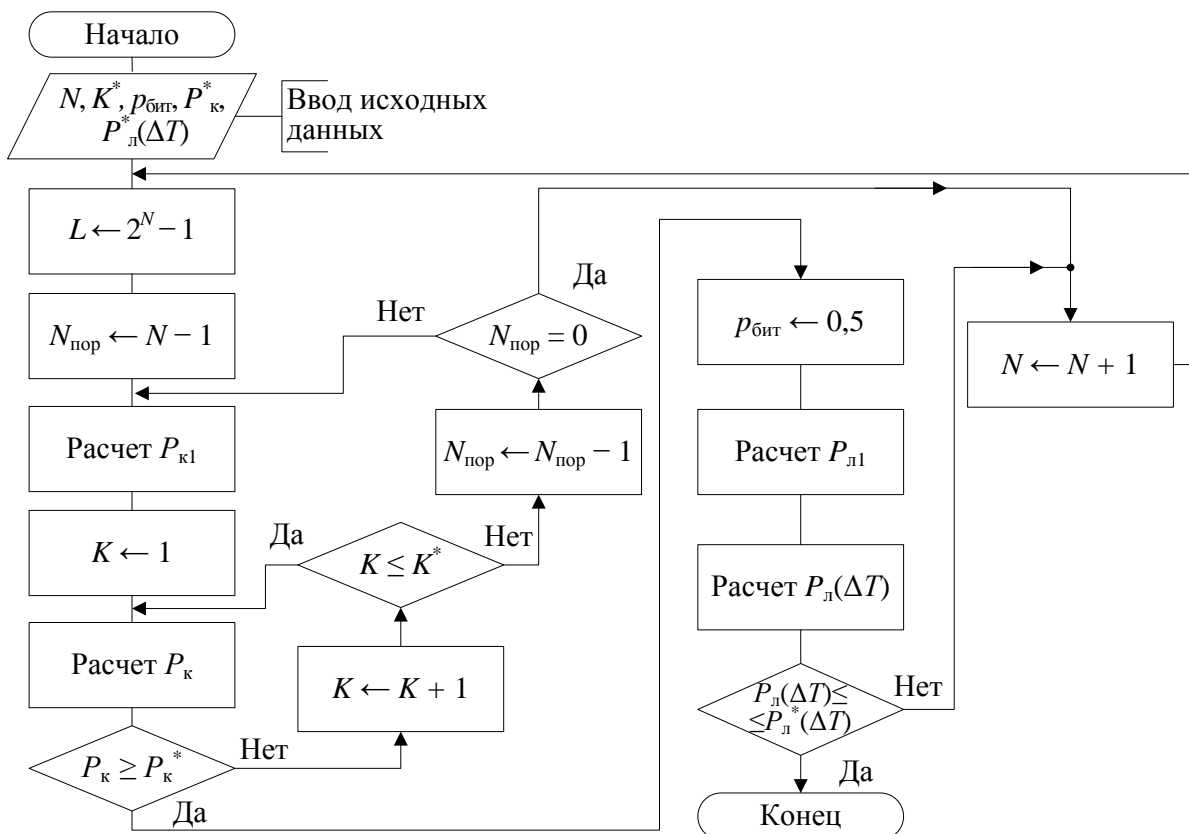 Начало
N, K*, pбит, P*к,
P*л(ΔT)
Ввод исходных
данных
L ← 2^N − 1
Nпор ← N − 1
Расчет Pк1
K ← 1
Расчет Pк
Pк ≥ Pк*
Нет
Да
K ← K + 1
K ≤ K*
Да
Нет
Nпор ← Nпор − 1
Nпор = 0
Нет
Да
pбит ← 0,5
Расчет Pл1
Расчет Pл(ΔT)
Pл(ΔT)≤
≤Pл*(ΔT)
Нет
Да
Конец
N ← N + 1